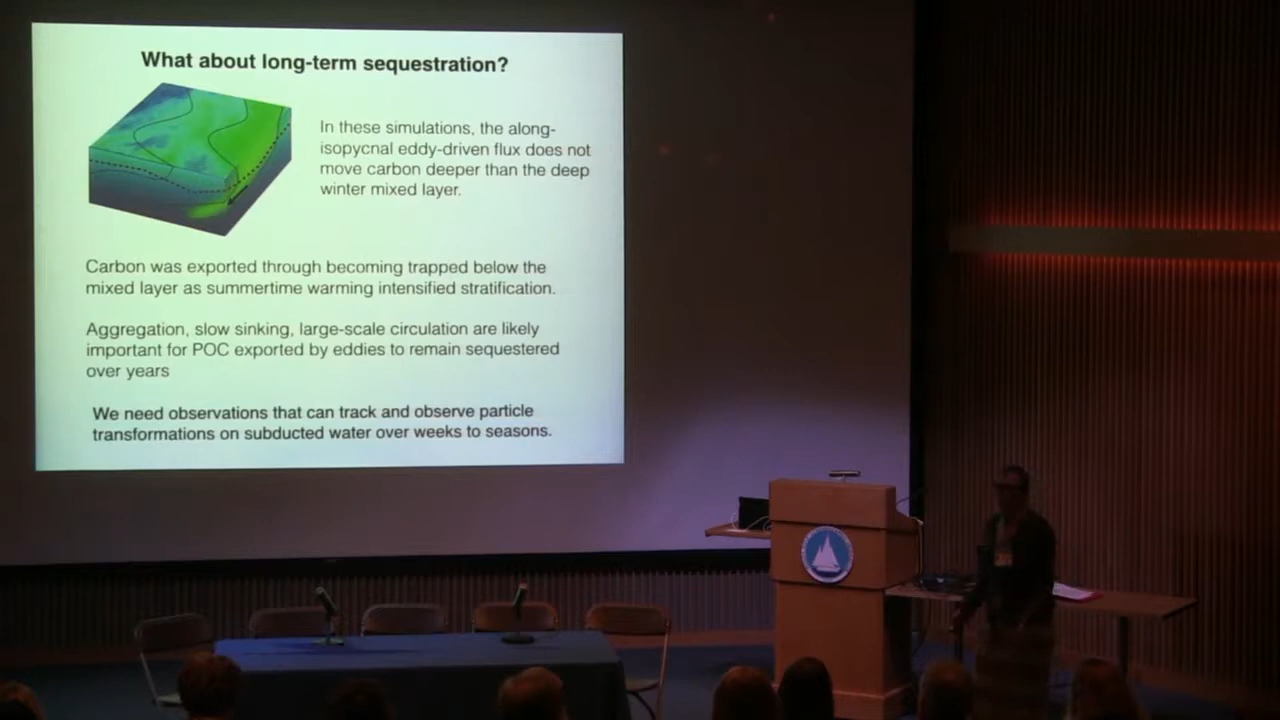 What about long-term sequestration?
In these simulations, the along-
isopycnal eddy-driven flux does not
move carbon deeper than the deep
winter mixed layer.
Carbon was exported through becoming trapped below the
mixed layer as summertime warming intensified stratification.
Aggregation, slow sinking, large-scale circulation are likely
important for POC exported by eddies to remain sequestered
over years
We need observations that can track and observe particle
transformations on subducted water over weeks to seasons.